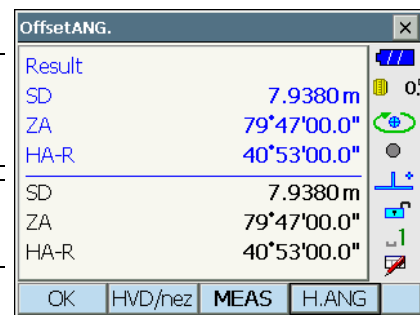 OffsetANG.
Result
SD 7.9380 m
ZA 79°47'00.0"
HA-R 40°53'00.0"
SD 7.9380 m
ZA 79°47'00.0"
HA-R 40°53'00.0"
1
OK HVD/nez MEAS H.ANG